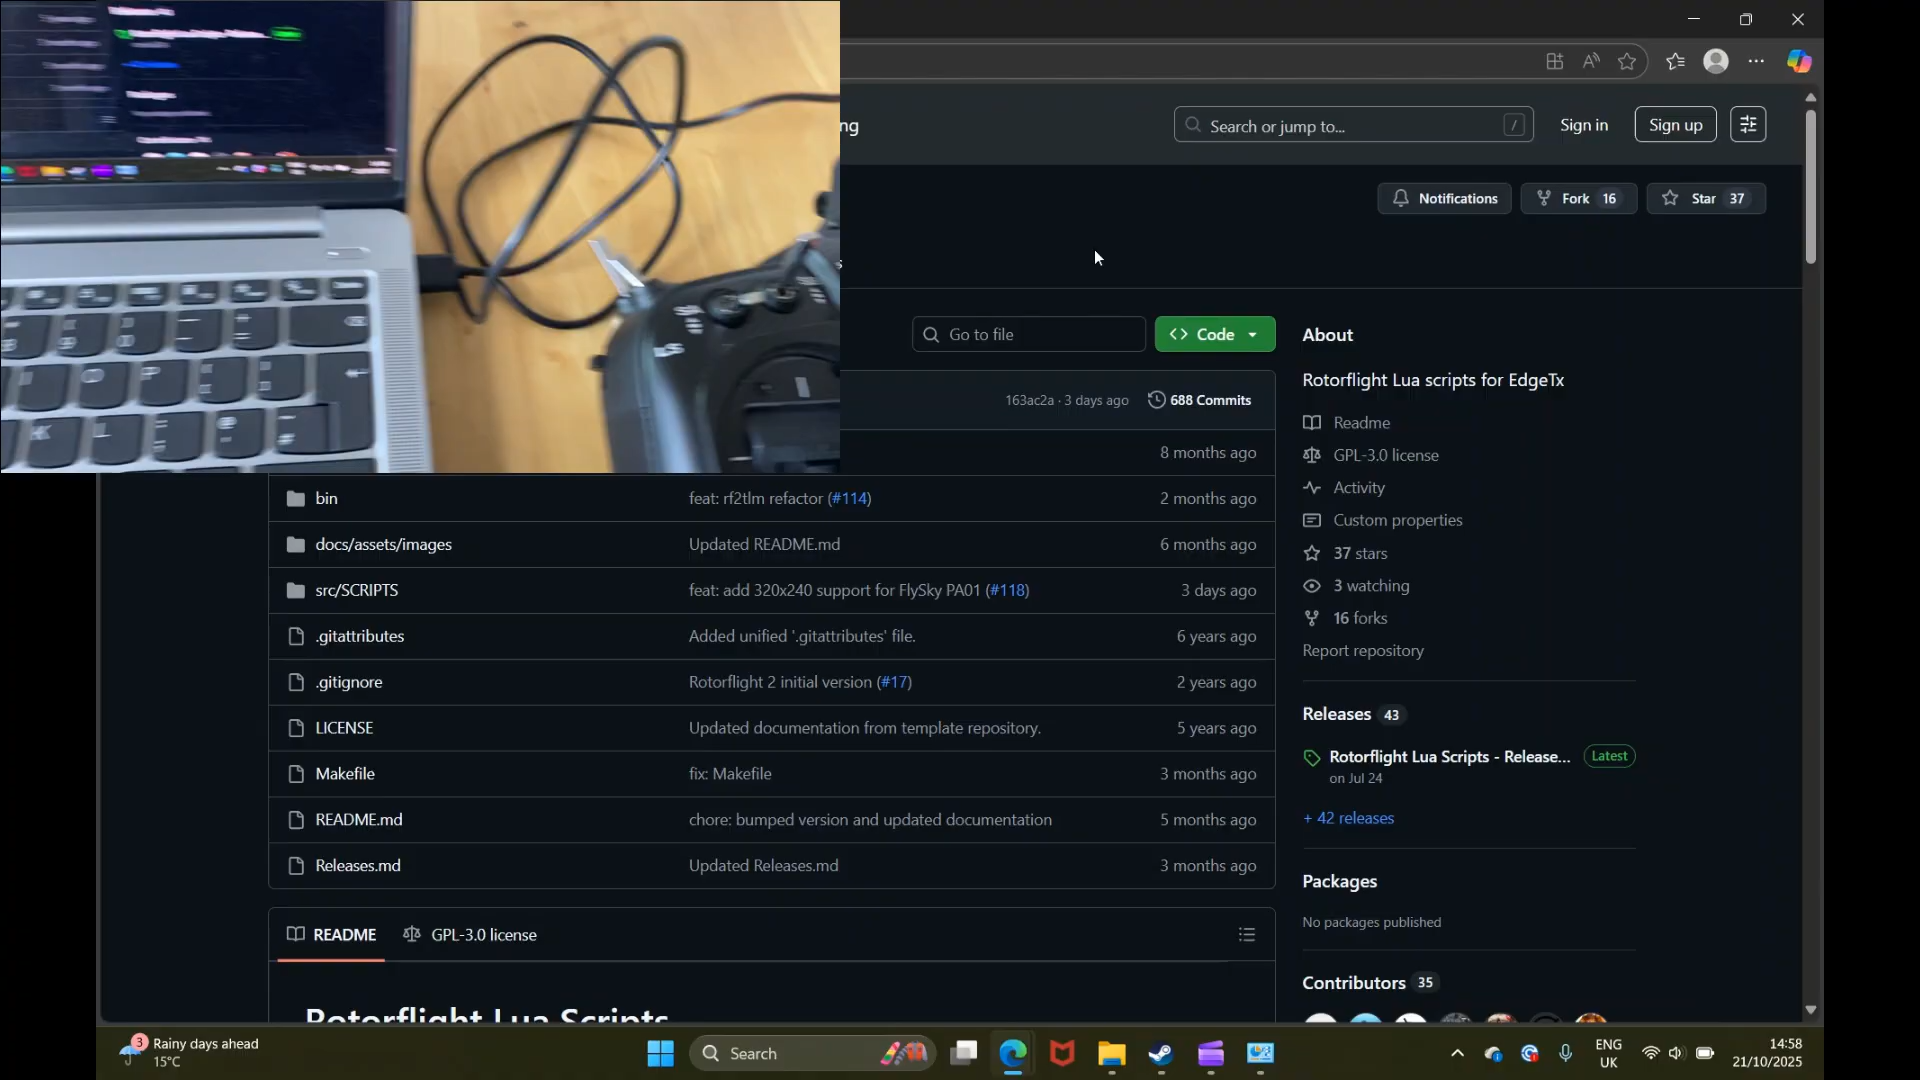 ng
Search or jump to...
/
Sign in
Sign up
Notifications
Fork 16
Star 37
s
Go to file
Code
About
Rotorflight Lua scripts for EdgeTx
163ac2a · 3 days ago
688 Commits
Readme
8 months ago
GPL-3.0 license
bin
feat: rf2tlm refactor (#114)
2 months ago
Activity
docs/assets/images
Updated README.md
6 months ago
Custom properties
37 stars
src/SCRIPTS
feat: add 320x240 support for FlySky PA01 (#118)
3 days ago
3 watching
16 forks
.gitattributes
Added unified '.gitattributes' file.
6 years ago
Report repository
.gitignore
Rotorflight 2 initial version (#17)
2 years ago
Releases 43
LICENSE
Updated documentation from template repository.
5 years ago
Rotorflight Lua Scripts - Release...
Latest
on Jul 24
Makefile
fix: Makefile
3 months ago
+ 42 releases
README.md
chore: bumped version and updated documentation
5 months ago
Releases.md
Updated Releases.md
3 months ago
Packages
No packages published
README
GPL-3.0 license
Contributors 35
Rotorflight Lua Scripts
3
Rainy days ahead
15°C
Search
ENG
UK
14:58
21/10/2025